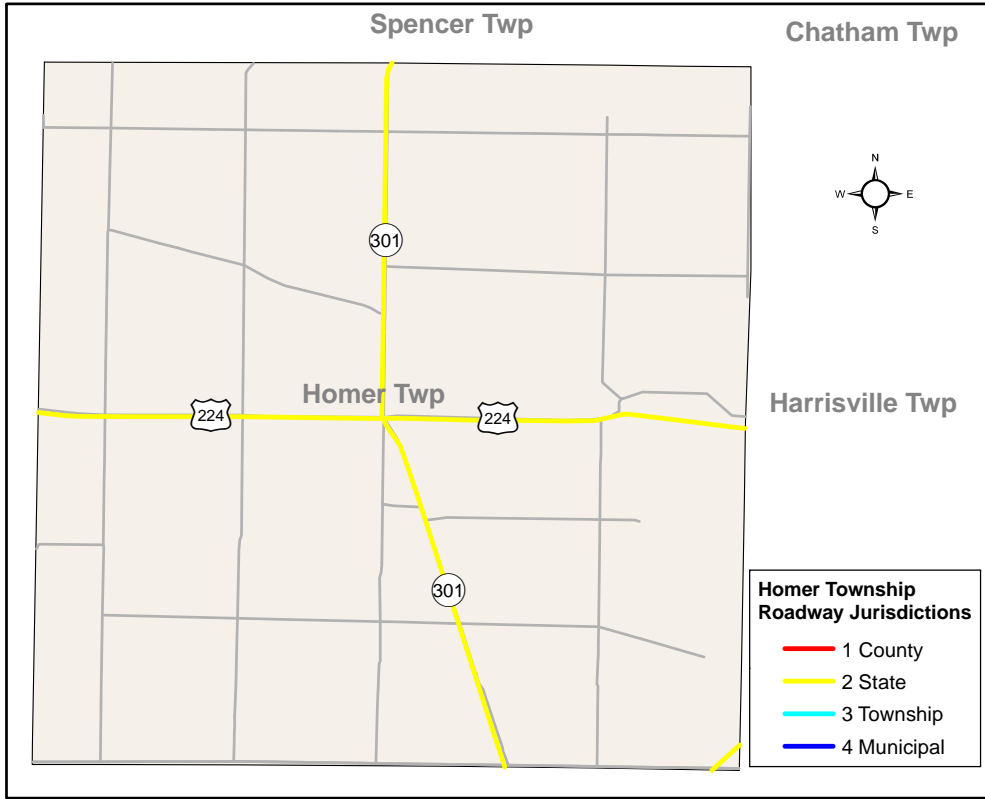 Spencer Twp
Chatham Twp
N
W E
S
301
Homer Twp
224
224
Harrisville Twp
301
Homer Township
Roadway Jurisdictions
1 County
2 State
3 Township
4 Municipal